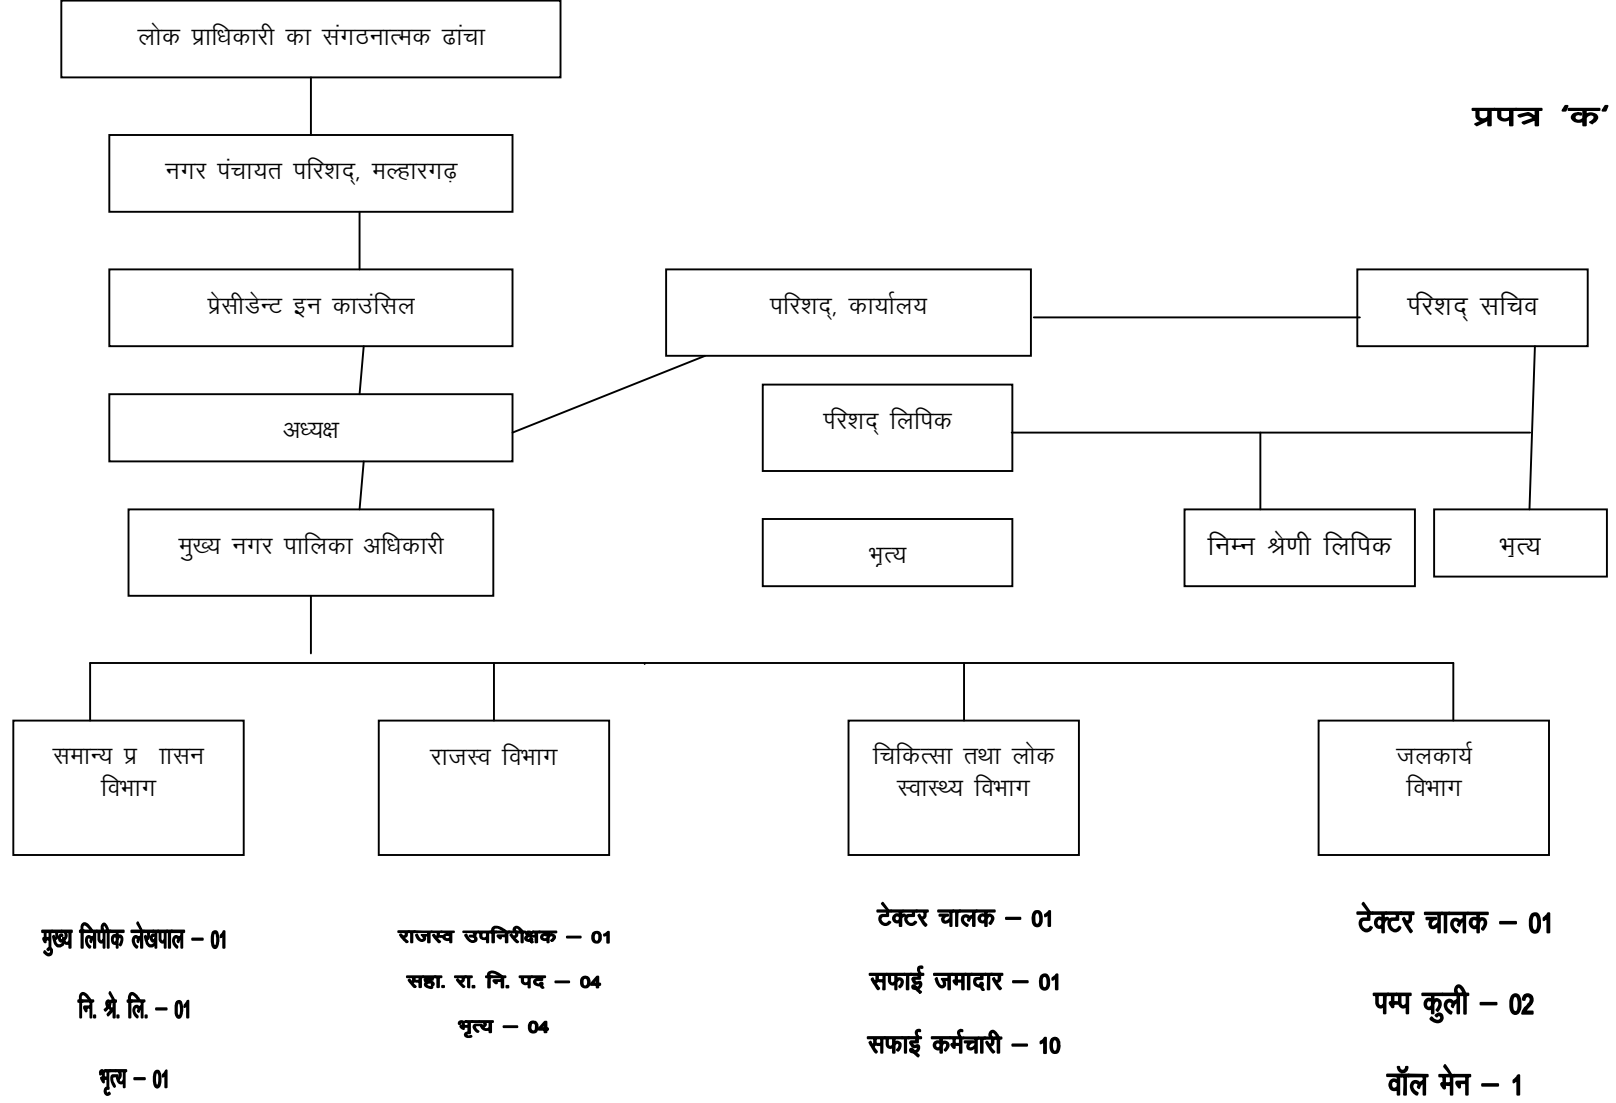 लोक प्राधिकारी का संगठनात्मक ढांचा
प्रपत्र ‘क‘
नगर पंचायत परिशद्, मल्हारगढ़
प्रेसीडेन्ट इन काउंसिल
परिशद्, कार्यालय
परिशद् सचिव
अध्यक्ष
परिशद् लिपिक
मुख्य नगर पालिका अधिकारी
भृत्य
निम्न श्रेणी लिपिक
भृत्य
समान्य प्र ाासन
विभाग
राजस्व विभाग
चिकित्सा तथा लोक
स्वास्थ्य विभाग
जलकार्य
विभाग
मुख्य लिपीक लेखपाल – 01
नि. श्रे. लि. – 01
भृत्य – 01
राजस्व उपनिरीक्षक – 01
सहा. रा. नि. पद – 04
भृत्य – 04
टेक्टर चालक – 01
सफाई जमादार – 01
सफाई कर्मचारी – 10
टेक्टर चालक – 01
पम्प कुली – 02
वॉल मेन – 1